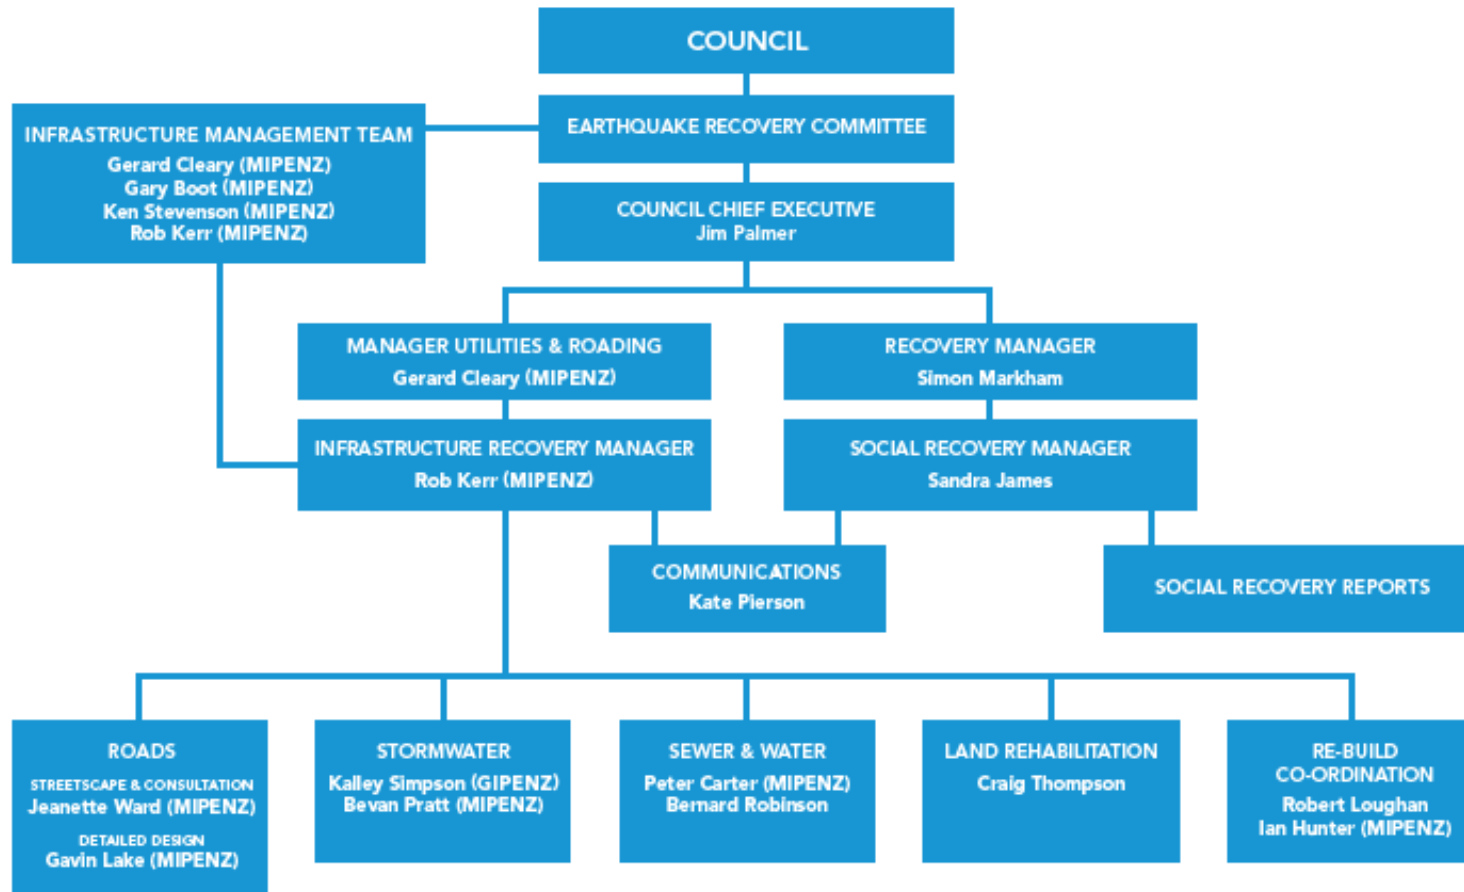 COUNCIL
EARTHQUAKE RECOVERY COMMITTEE
INFRASTRUCTURE MANAGEMENT TEAM
Gerard Cleary (MIPENZ)
Gary Boot (MIPENZ)
Ken Stevenson (MIPENZ)
Rob Kerr (MIPENZ)
COUNCIL CHIEF EXECUTIVE
Jim Palmer
MANAGER UTILITIES & ROADING
Gerard Cleary (MIPENZ)
RECOVERY MANAGER
Simon Markham
INFRASTRUCTURE RECOVERY MANAGER
Rob Kerr (MIPENZ)
SOCIAL RECOVERY MANAGER
Sandra James
COMMUNICATIONS
Kate Pierson
SOCIAL RECOVERY REPORTS
ROADS
STREETSCAPE & CONSULTATION
Jeanette Ward (MIPENZ)
DETAILED DESIGN
Gavin Lake (MIPENZ)
STORMWATER
Kalley Simpson (GIPENZ)
Bevan Pratt (MIPENZ)
SEWER & WATER
Peter Carter (MIPENZ)
Bernard Robinson
LAND REHABILITATION
Craig Thompson
RE-BUILD
CO-ORDINATION
Robert Loughan
Ian Hunter (MIPENZ)